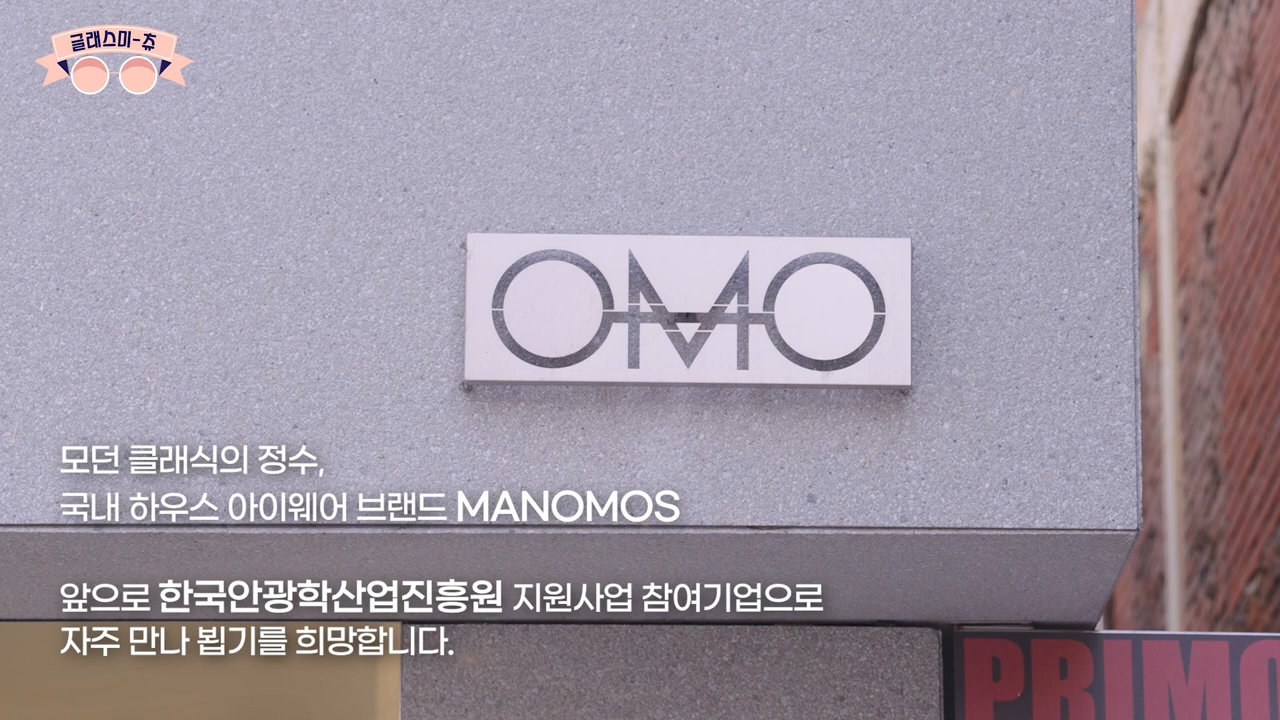 글래스미-츄
OMO
모던 클래식의 정수,
국내 하우스 아이웨어 브랜드 MANOMOS
앞으로 한국안광학산업진흥원 지원사업 참여기업으로
자주 만나 뵙기를 희망합니다.
PRIMO